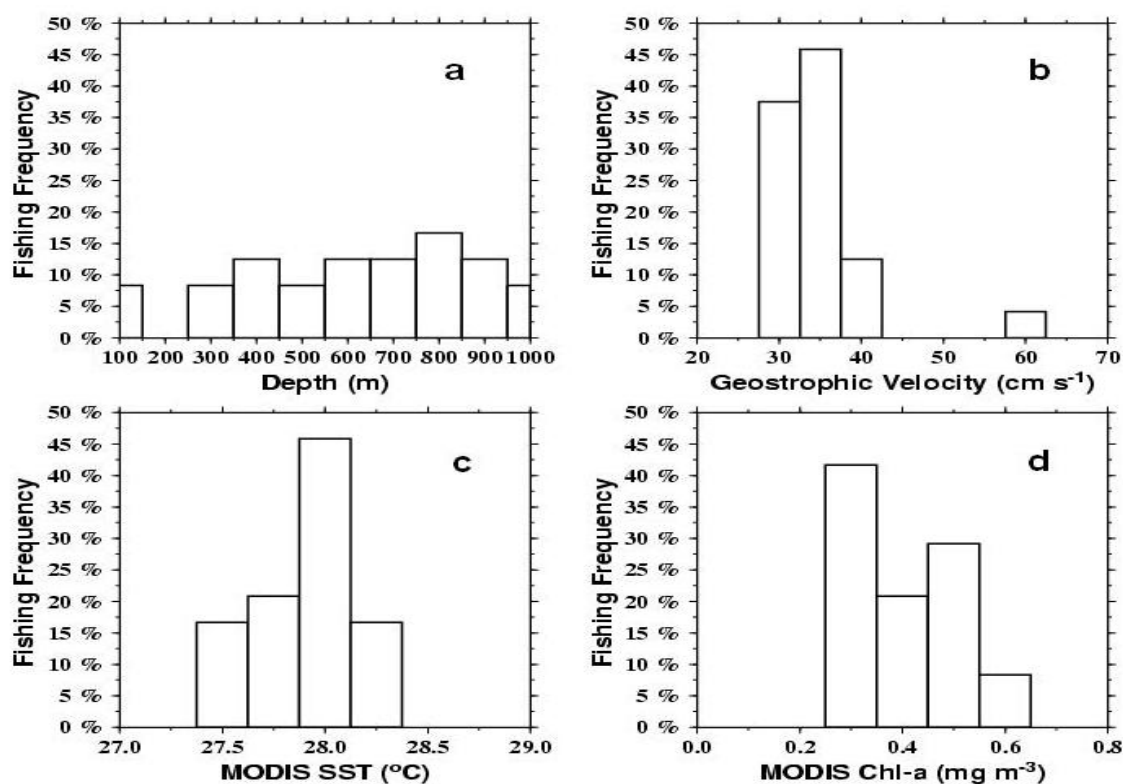 50 %
45 %
40 %
35 %
30 %
25 %
20 %
15 %
10 %
5 %
0 %
Fishing Frequency
a
100 200 300 400 500 600 700 800 900 1000
Depth (m)
50 %
45 %
40 %
35 %
30 %
25 %
20 %
15 %
10 %
5 %
0 %
Fishing Frequency
b
20 30 40 50 60 70
Geostrophic Velocity (cm s⁻¹)
50 %
45 %
40 %
35 %
30 %
25 %
20 %
15 %
10 %
5 %
0 %
Fishing Frequency
c
27.0 27.5 28.0 28.5 29.0
MODIS SST (ºC)
50 %
45 %
40 %
35 %
30 %
25 %
20 %
15 %
10 %
5 %
0 %
Fishing Frequency
d
0.0 0.2 0.4 0.6 0.8
MODIS Chl-a (mg m⁻³)